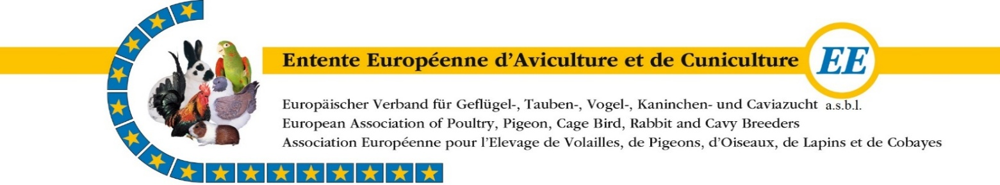 Entente Européenne d'Aviculture et de Cuniculture EE
Europäischer Verband für Geflügel-, Tauben-, Vogel-, Kaninchen- und Caviazucht a.s.b.l.
European Association of Poultry, Pigeon, Cage Bird, Rabbit and Cavy Breeders
Association Européenne pour l'Elevage de Volailles, de Pigeons, d'Oiseaux, de Lapins et de Cobayes